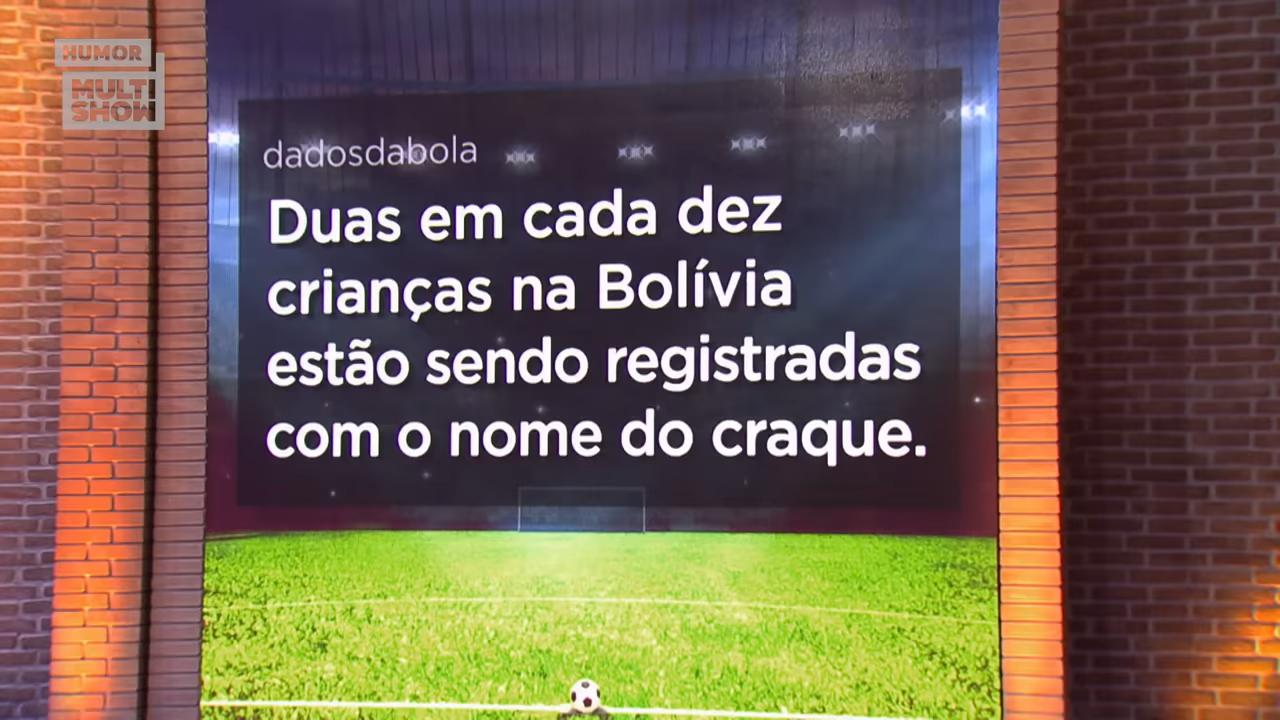 HUMOR
MULTI
SHOW
dadosdabola
Duas em cada dez
crianças na Bolívia
estão sendo registradas
com o nome do craque.